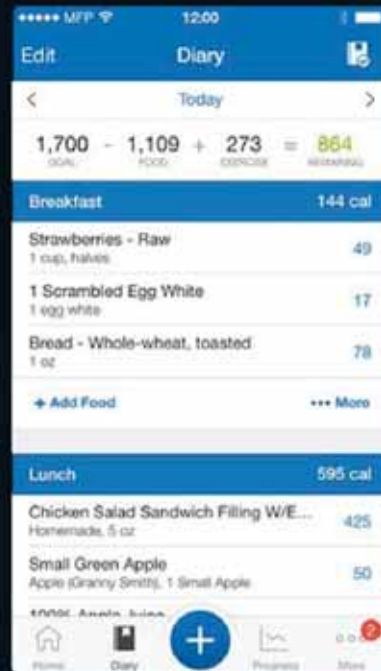 MFP 12:00
Edit Diary
Today
1,700 - 1,109 + 273 = 864
GOAL FOOD EXERCISE REMAINING
Breakfast 144 cal
Strawberries - Raw 49
1 cup, halves
1 Scrambled Egg White 17
1 egg white
Bread - Whole-wheat, toasted 78
1 oz
+ Add Food ••• More
Lunch 595 cal
Chicken Salad Sandwich Filling W/E... 425
Homemade, 5 oz
Small Green Apple 50
Apple (Granny Smith), 1 Small Apple
100% Apple Juice
2
Home Diary + Progress More